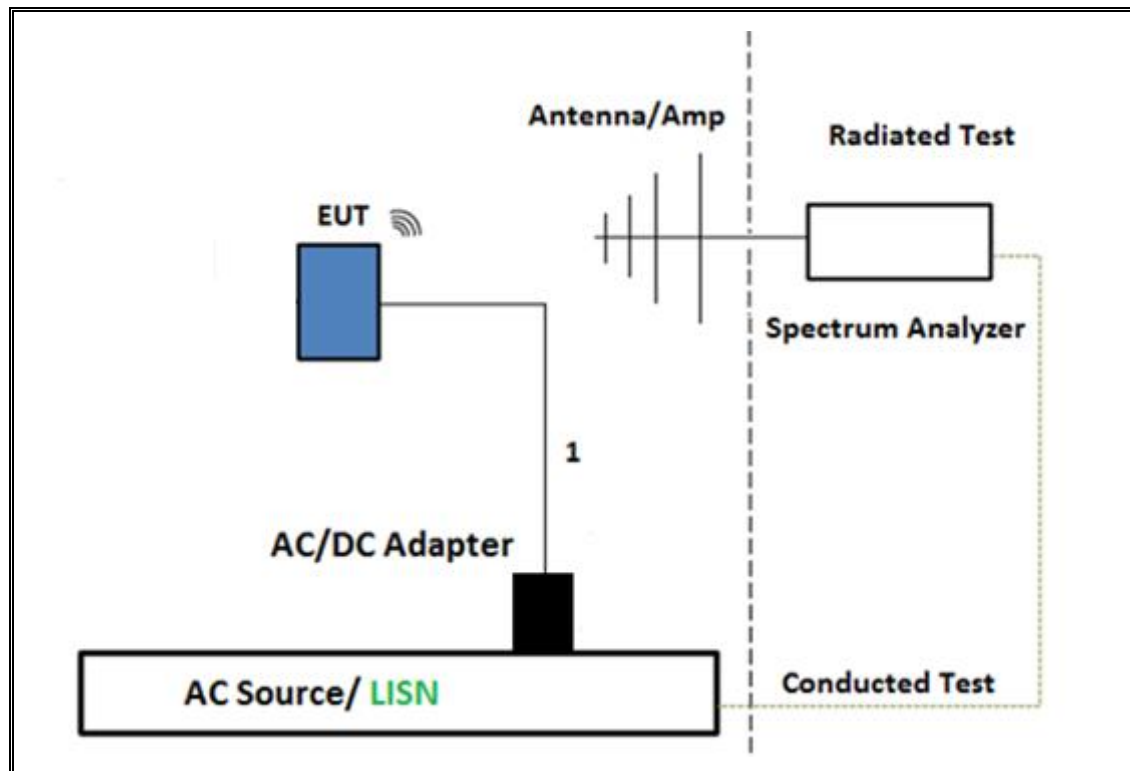 Antenna/Amp
Radiated Test
EUT
Spectrum Analyzer
1
AC/DC Adapter
AC Source/ LISN
Conducted Test